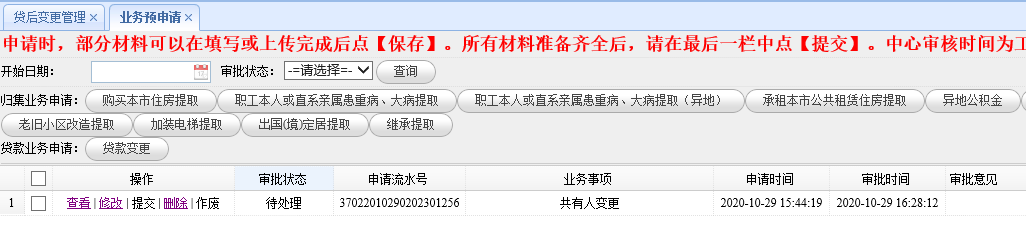 贷后变更管理 业务预申请
申请时，部分材料可以在填写或上传完成后点【保存】。所有材料准备齐全后，请在最后一栏中点【提交】。中心审核时间为工
开始日期： 审批状态： -=请选择=- 查询
归集业务申请： 购买本市住房提取 职工本人或直系亲属患重病、大病提取 职工本人或直系亲属患重病、大病提取（异地） 承租本市公共租赁住房提取 异地公积金
老旧小区改造提取 加装电梯提取 出国(境)定居提取 继承提取
贷款业务申请： 贷款变更
操作 审批状态 申请流水号 业务事项 申请时间 审批时间 审批意见
1 查看 | 修改 | 提交 | 删除 | 作废 待处理 37022010290202301256 共有人变更 2020-10-29 15:44:19 2020-10-29 16:28:12